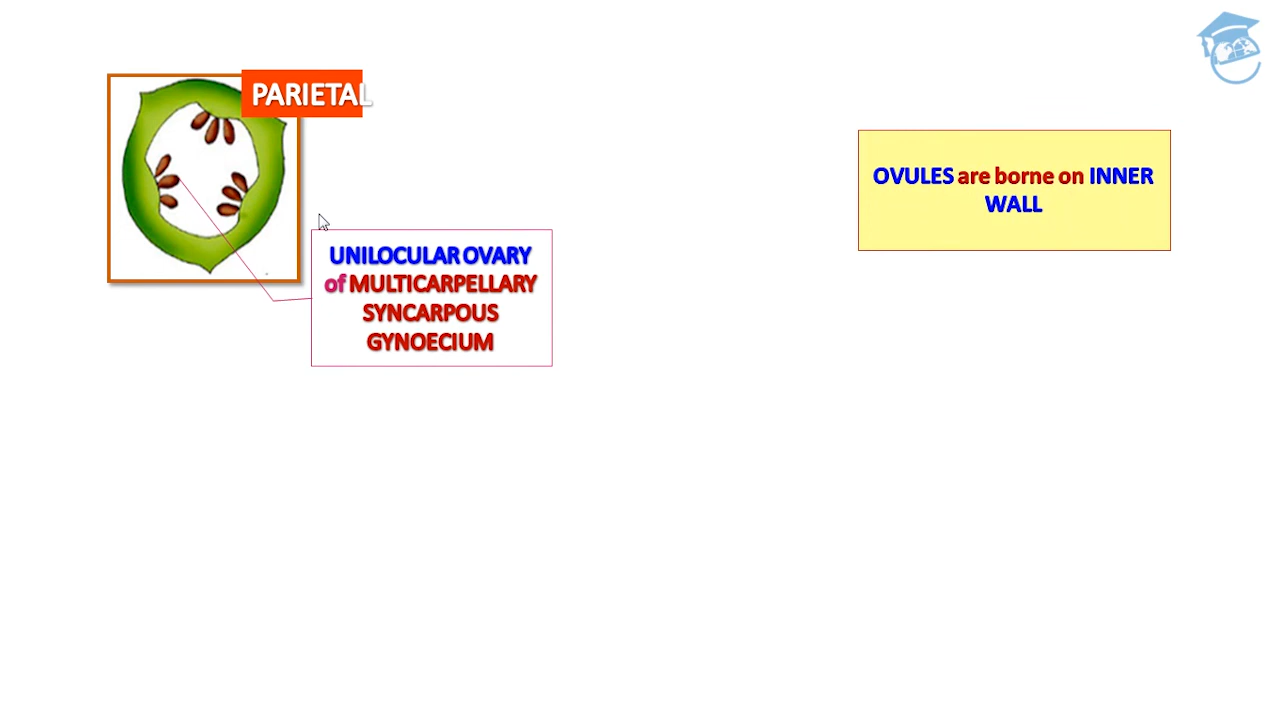 PARIETAL
UNILOCULAR OVARY
of MULTICARPELLARY
SYNCARPOUS
GYNOECIUM
OVULES are borne on INNER
WALL